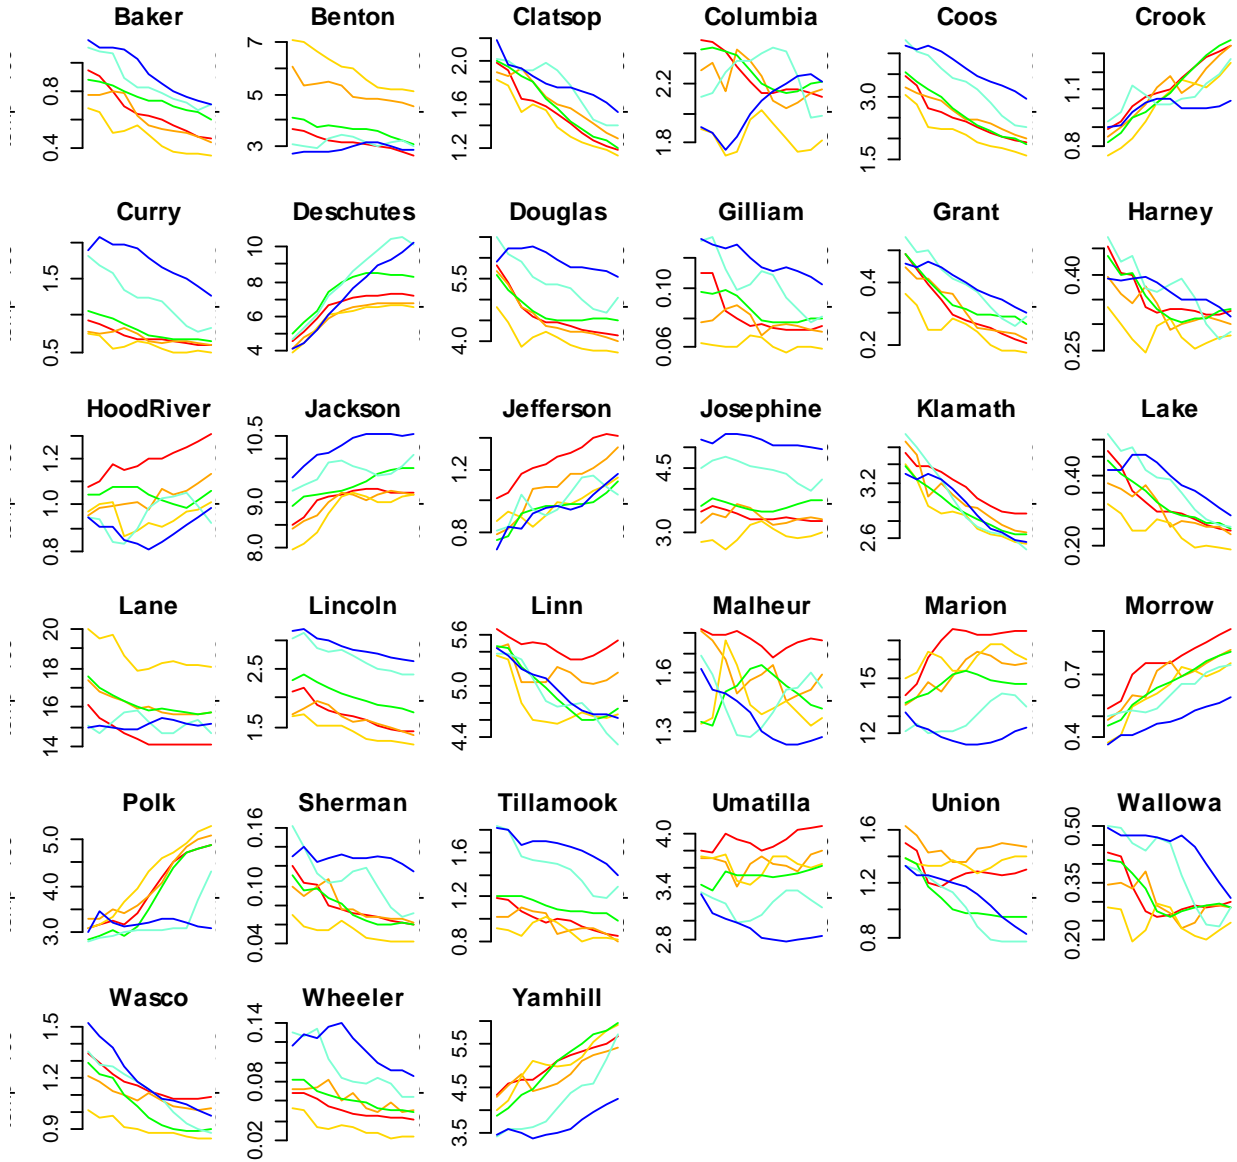 Baker Benton Clatsop Columbia Coos Crook
0.4 0.8
3 5 7
1.2 1.6 2.0
1.8 2.2
1.5 3.0
0.8 1.1
Curry Deschutes Douglas Gilliam Grant Harney
0.5 1.5
4 6 8 10
4.0 5.5
0.06 0.10
0.2 0.4
0.25 0.40
HoodRiver Jackson Jefferson Josephine Klamath Lake
0.8 1.0 1.2
8.0 9.0 10.5
0.8 1.2
3.0 4.5
2.6 3.2
0.20 0.40
Lane Lincoln Linn Malheur Marion Morrow
14 16 18 20
1.5 2.5
4.4 5.0 5.6
1.3 1.6
12 15
0.4 0.7
Polk Sherman Tillamook Umatilla Union Wallowa
3.0 4.0 5.0
0.04 0.10 0.16
0.8 1.2 1.6
2.8 3.4 4.0
0.8 1.2 1.6
0.20 0.35 0.50
Wasco Wheeler Yamhill
0.9 1.2 1.5
0.02 0.08 0.14
3.5 4.5 5.5